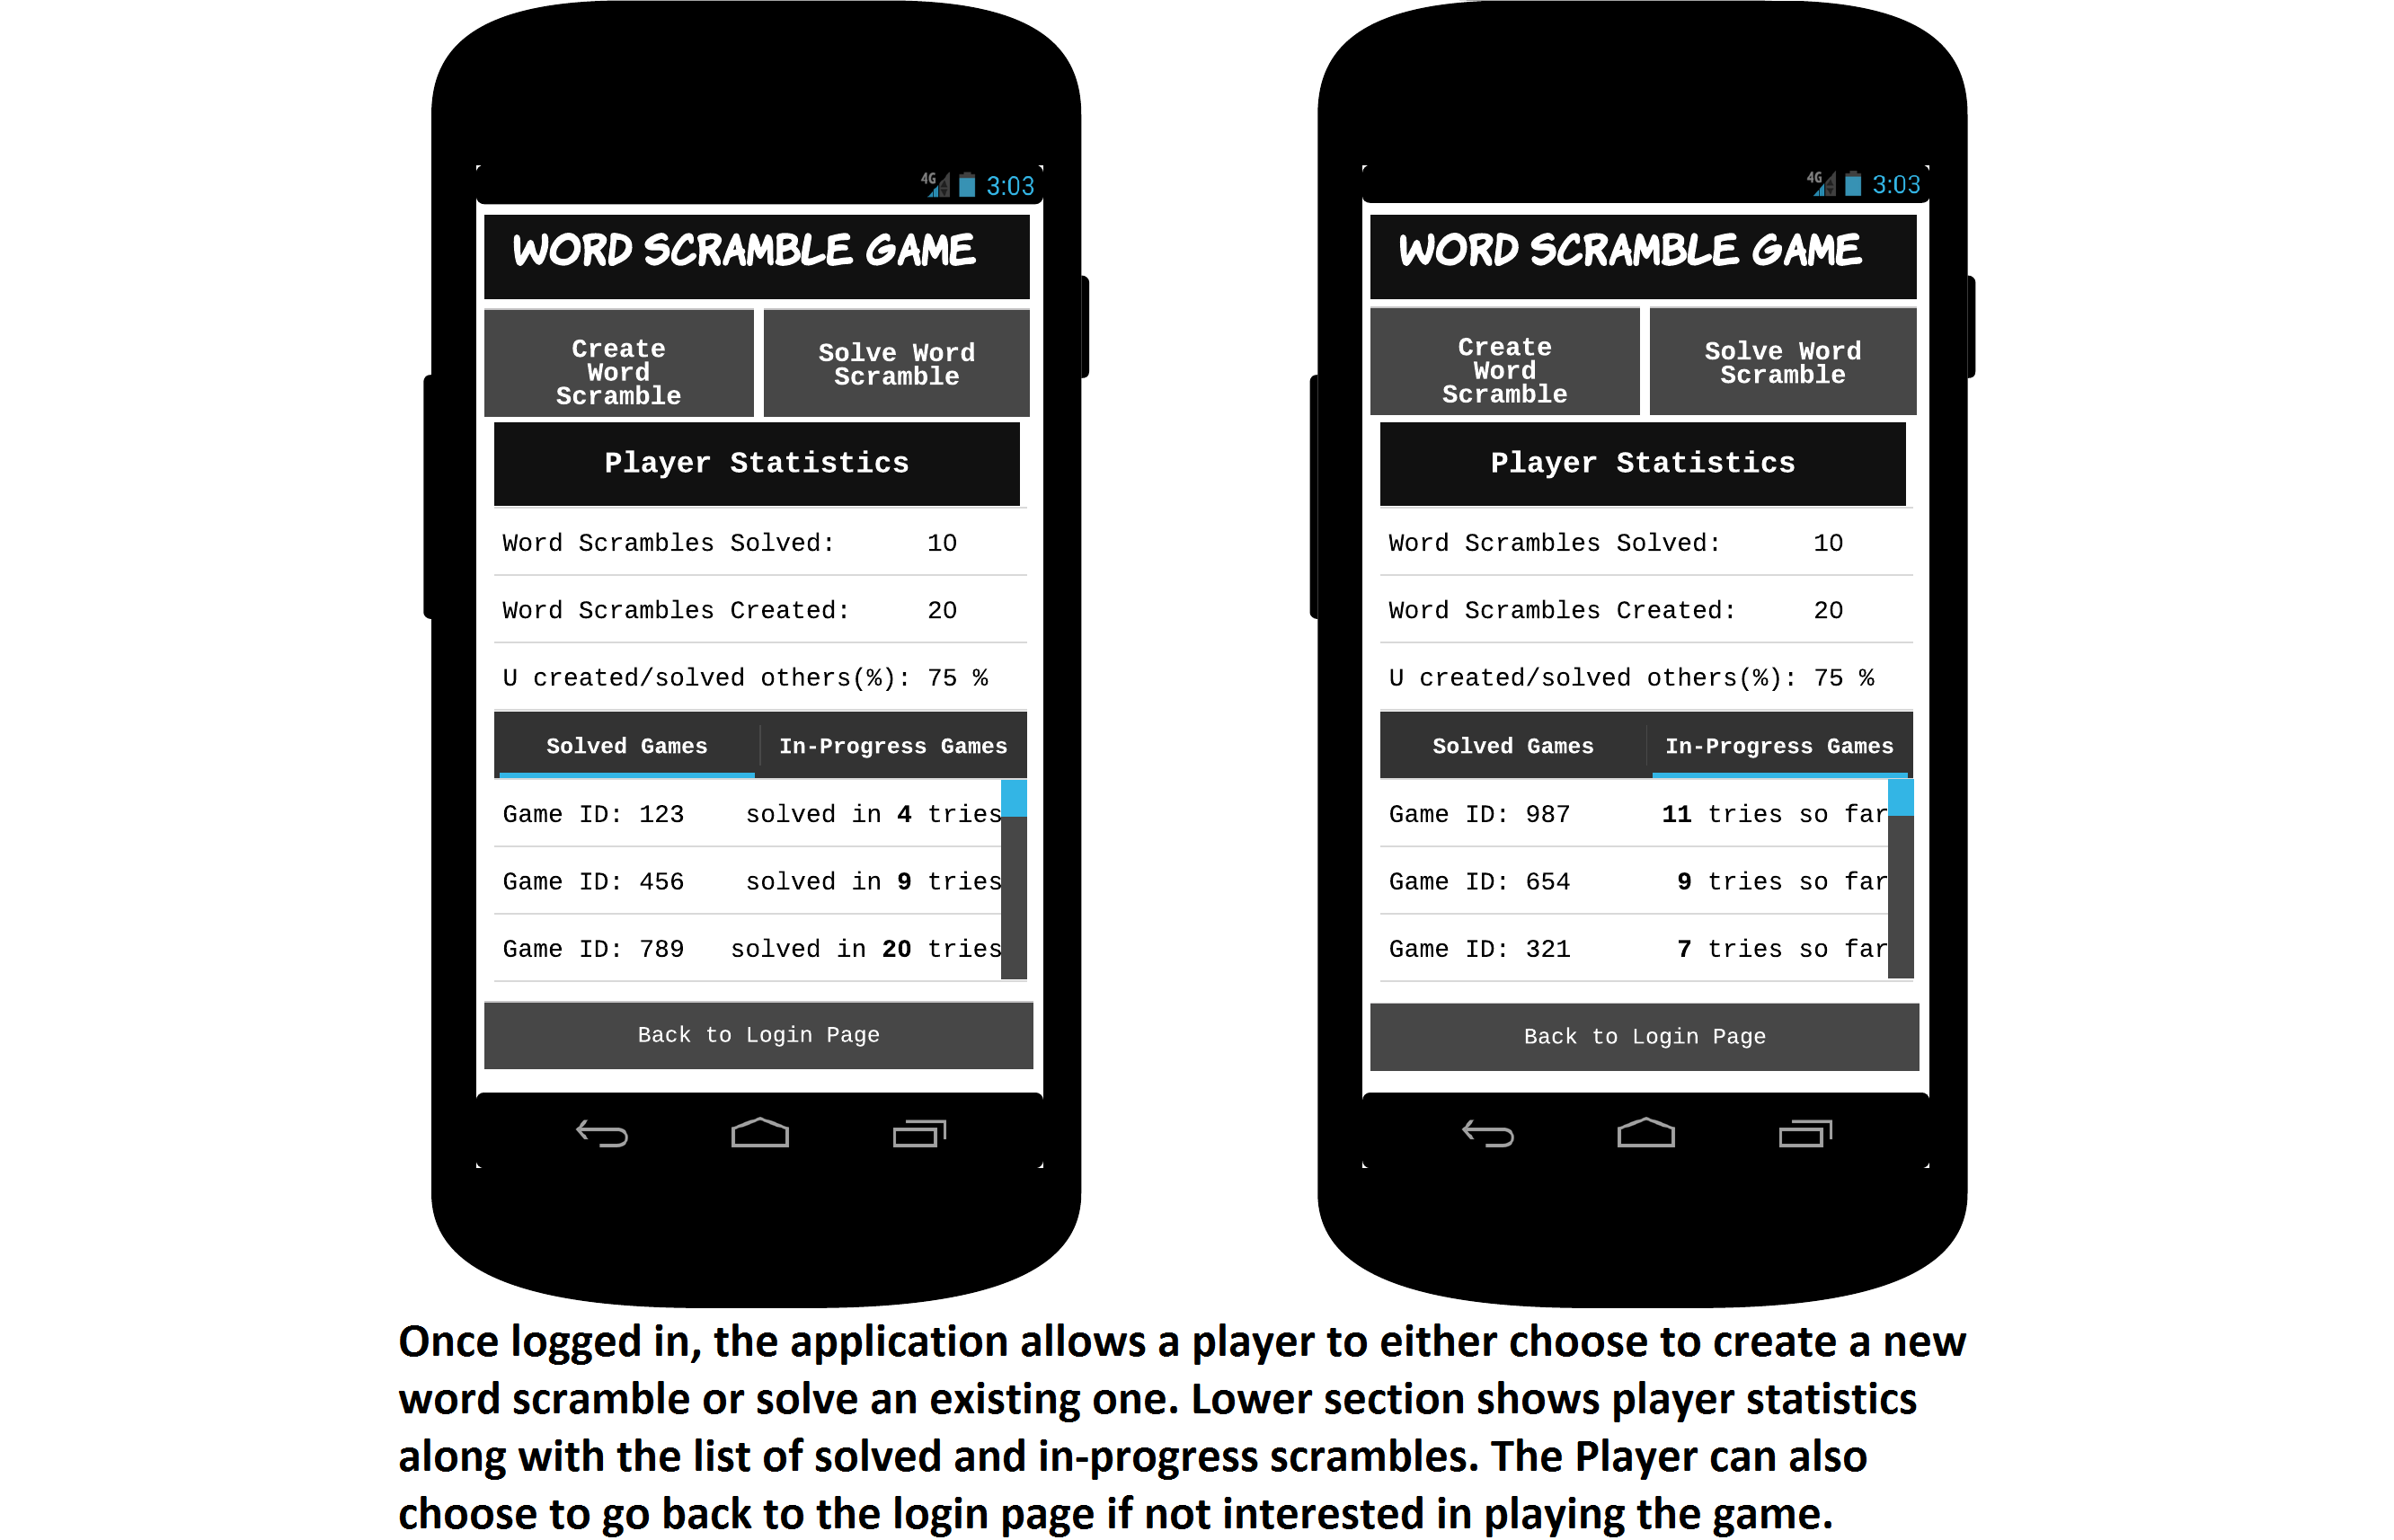 4G 3:03
WORD SCRAMBLE GAME
Create
Word
Scramble
Solve Word
Scramble
Player Statistics
Word Scrambles Solved: 10
Word Scrambles Created: 20
U created/solved others(%): 75 %
Solved Games In-Progress Games
Game ID: 123 solved in 4 tries
Game ID: 456 solved in 9 tries
Game ID: 789 solved in 20 tries
Back to Login Page
4G 3:03
WORD SCRAMBLE GAME
Create
Word
Scramble
Solve Word
Scramble
Player Statistics
Word Scrambles Solved: 10
Word Scrambles Created: 20
U created/solved others(%): 75 %
Solved Games In-Progress Games
Game ID: 987 11 tries so far
Game ID: 654 9 tries so far
Game ID: 321 7 tries so far
Back to Login Page
Once logged in, the application allows a player to either choose to create a new
word scramble or solve an existing one. Lower section shows player statistics
along with the list of solved and in-progress scrambles. The Player can also
choose to go back to the login page if not interested in playing the game.